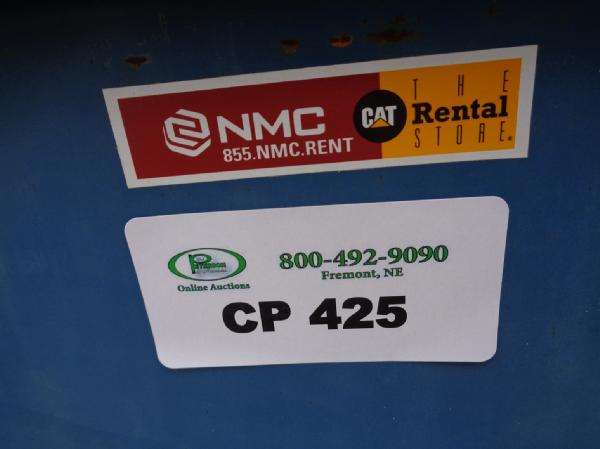 NMC
855.NMC.RENT
CAT
THE
Rental
STORE®
800-492-9090
Fremont, NE
Online Auctions
CP 425